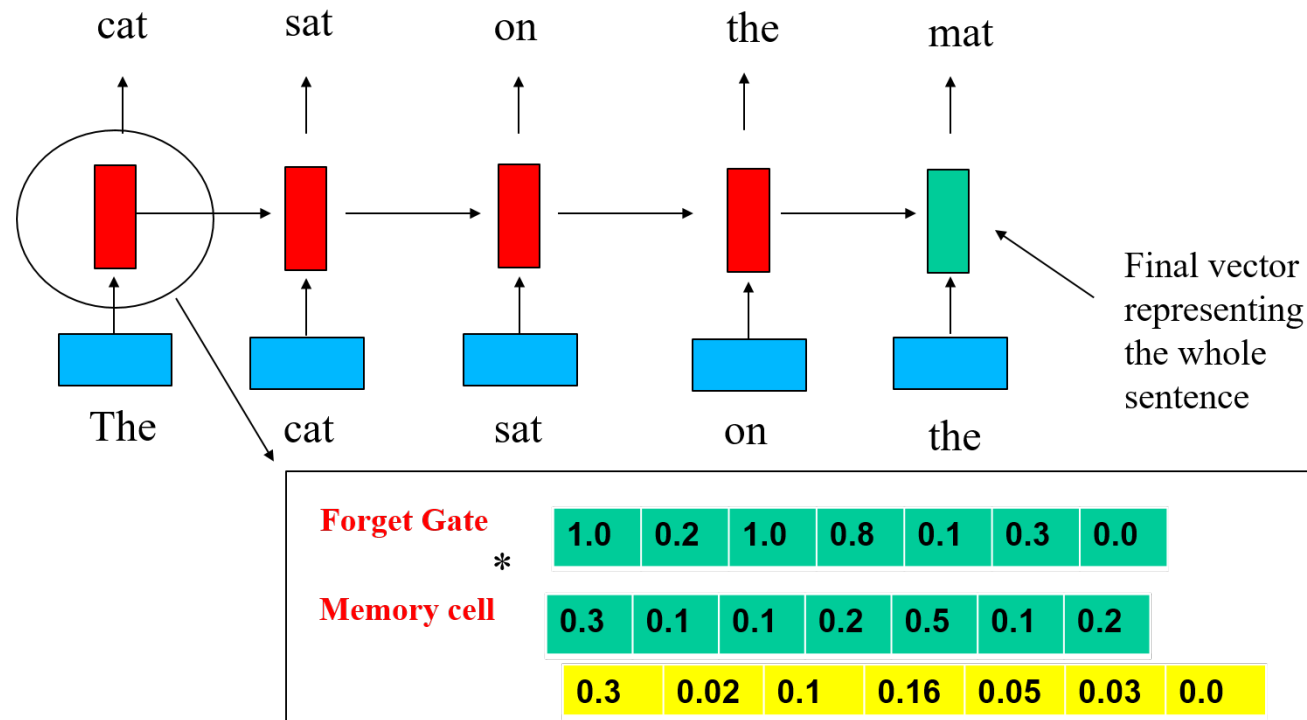 cat sat on the mat
Final vector
representing
the whole
sentence
The cat sat on the
Forget Gate 1.0 0.2 1.0 0.8 0.1 0.3 0.0
*
Memory cell 0.3 0.1 0.1 0.2 0.5 0.1 0.2
0.3 0.02 0.1 0.16 0.05 0.03 0.0